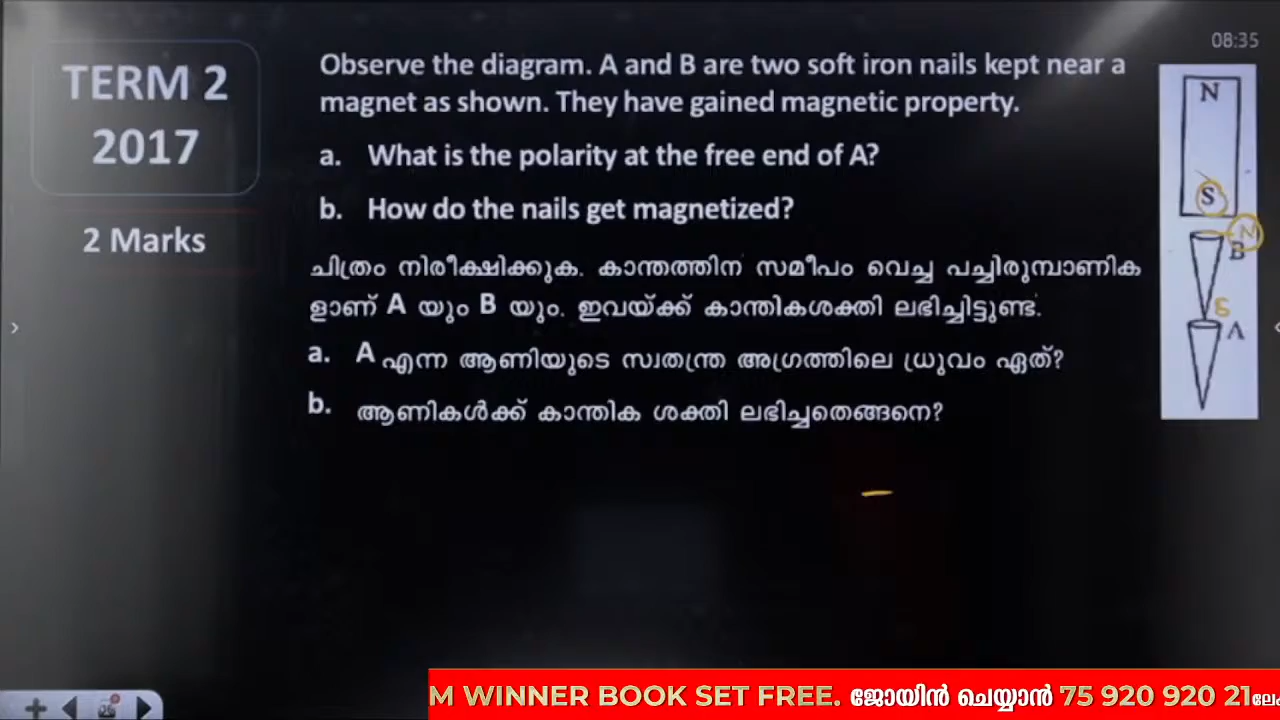 08:35
TERM 2
2017
2 Marks
Observe the diagram. A and B are two soft iron nails kept near a
magnet as shown. They have gained magnetic property.
a. What is the polarity at the free end of A?
b. How do the nails get magnetized?
ചിത്രം നിരീക്ഷിക്കുക. കാന്തത്തിന് സമീപം വെച്ച പച്ചിരുമ്പാണിക
ളാണ് A യും B യും. ഇവയ്ക്ക് കാന്തികശക്തി ലഭിച്ചിട്ടുണ്ട്.
a. A എന്ന ആണിയുടെ സ്വതന്ത്ര അഗ്രത്തിലെ ധ്രുവം ഏത്?
b. ആണികൾക്ക് കാന്തിക ശക്തി ലഭിച്ചതെങ്ങനെ?
N
S
N
B
S
A
M WINNER BOOK SET FREE. ജോയിൻ ചെയ്യാൻ 75 920 920 21